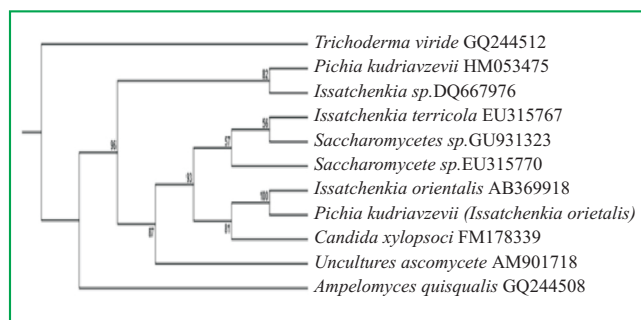 Trichoderma viride GQ244512
Pichia kudriavzevii HM053475
Issatchenkia sp.DQ667976
Issatchenkia terricola EU315767
Saccharomycetes sp.GU931323
Saccharomycete sp.EU315770
Issatchenkia orientalis AB369918
Pichia kudriavzevii (Issatchenkia orietalis)
Candida xylopsoci FM178339
Uncultures ascomycete AM901718
Ampelomyces quisqualis GQ244508